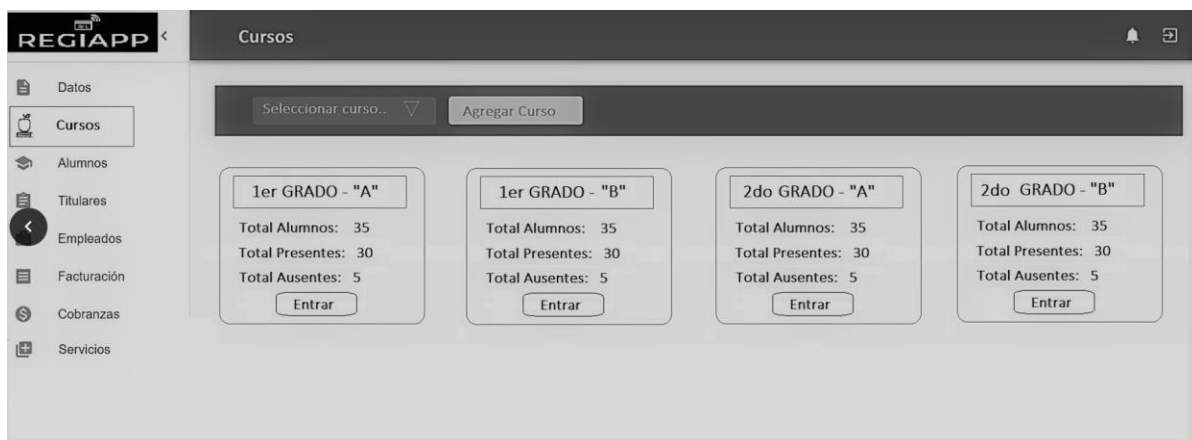 REGIAPP
Cursos
Datos
Cursos
Alumnos
Titulares
Empleados
Facturación
Cobranzas
Servicios
Seleccionar curso..
Agregar Curso
1er GRADO - "A"
Total Alumnos: 35
Total Presentes: 30
Total Ausentes: 5
Entrar
1er GRADO - "B"
Total Alumnos: 35
Total Presentes: 30
Total Ausentes: 5
Entrar
2do GRADO - "A"
Total Alumnos: 35
Total Presentes: 30
Total Ausentes: 5
Entrar
2do GRADO - "B"
Total Alumnos: 35
Total Presentes: 30
Total Ausentes: 5
Entrar